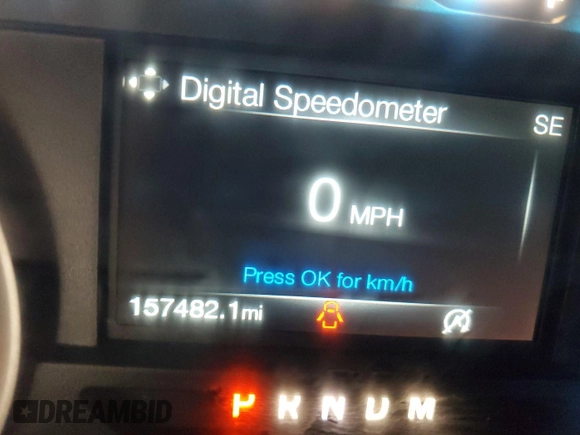 Digital Speedometer
SE
0 MPH
Press OK for km/h
157482.1mi
P R N D M
DREAMBID